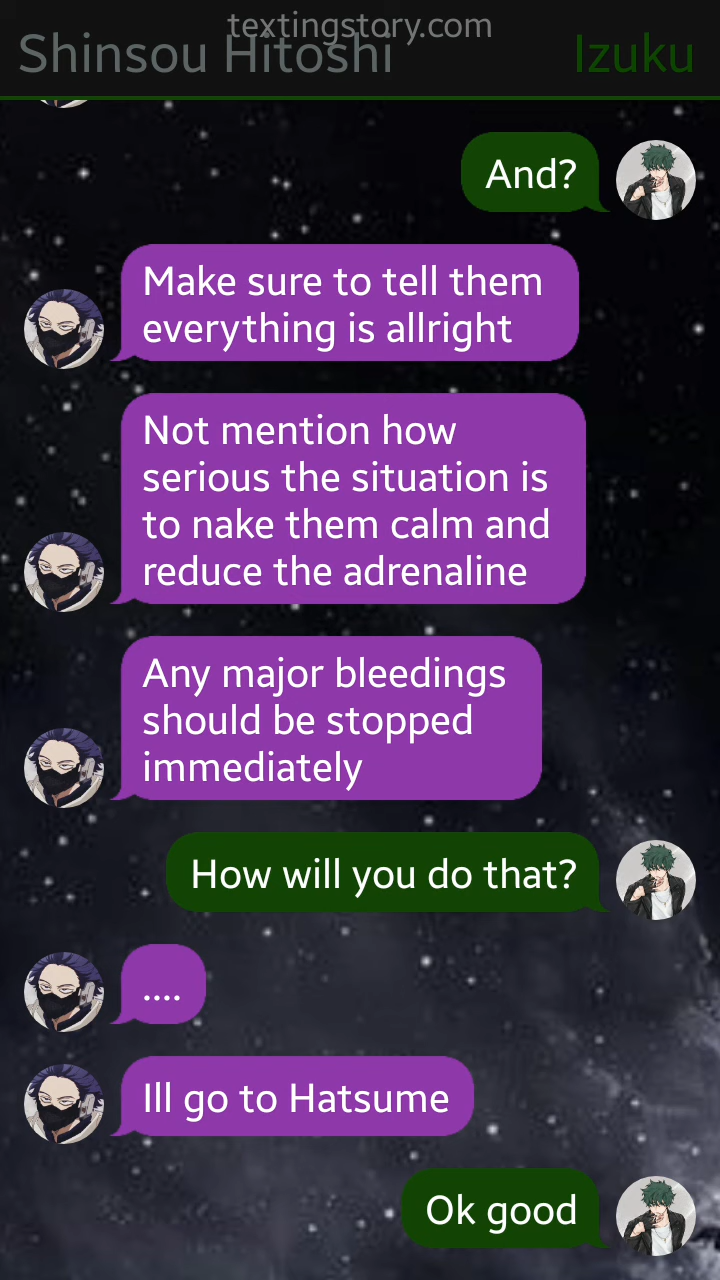 textingstory.com
Shinsou Hitoshi Izuku
And?
Make sure to tell them
everything is allright
Not mention how
serious the situation is
to nake them calm and
reduce the adrenaline
Any major bleedings
should be stopped
immediately
How will you do that?
....
Ill go to Hatsume
Ok good